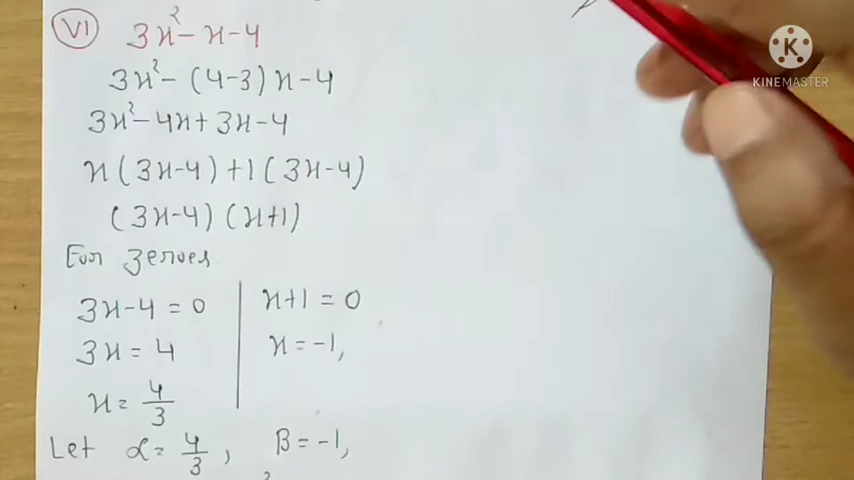 VI 3x² - x - 4
3x² - (4-3)x - 4
3x² - 4x + 3x - 4
x(3x-4) + 1(3x-4)
(3x-4) (x+1)
For zeroes
3x-4 = 0 | x+1 = 0
3x = 4 | x = -1,
x = 4/3
Let α = 4/3, β = -1,
K
KINEMASTER